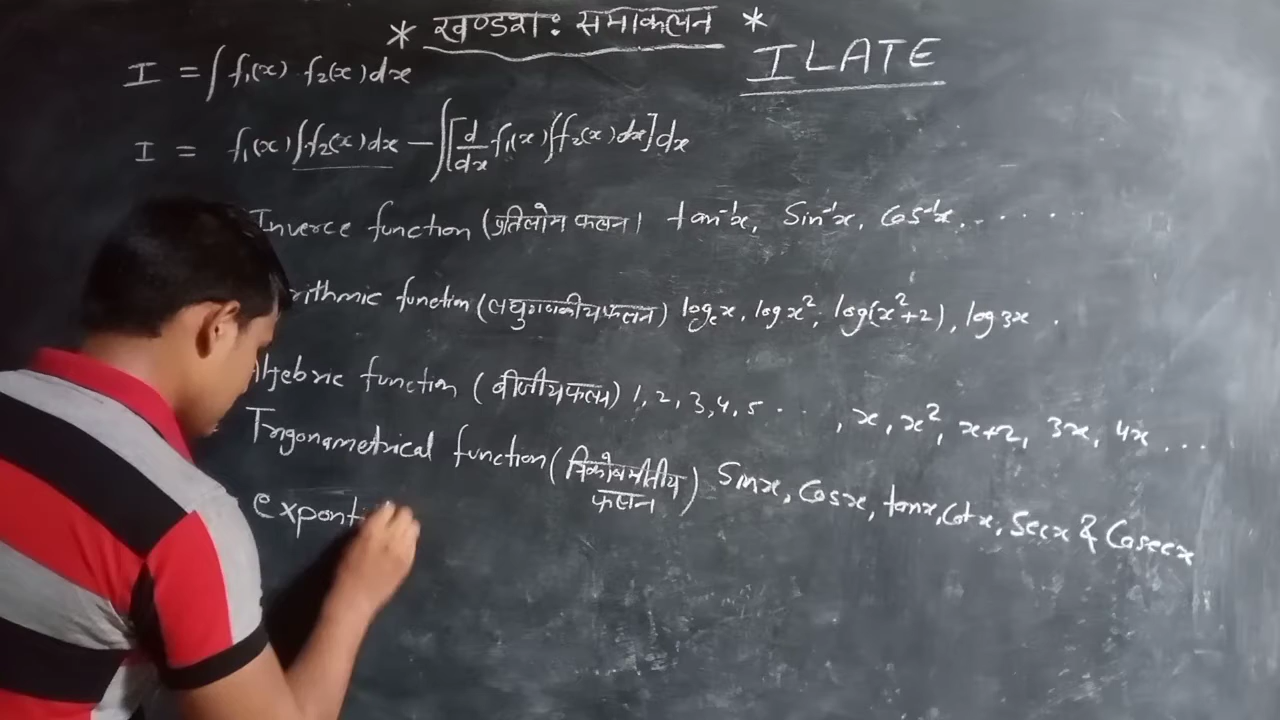 * खण्डश: समाकलन *
ILATE
I = ∫ f₁(x) · f₂(x) dx
I = f₁(x) ∫ f₂(x) dx − ∫ [d/dx f₁(x) ∫ f₂(x) dx] dx
Inverce function (प्रतिलोम फलन) tan⁻¹x, Sin⁻¹x, Cos⁻¹x, . . . . . .
rithmic function (लघुगणकीय फलन) logₑx, log x², log(x²+2), log 3x .
Algebric function (बीजीय फलन) 1, 2, 3, 4, 5 . . . , x, x², x+2, 3x, 4x . . .
Trigonametrical function (त्रिकोणमीतीय फलन) Sinx, Cosx, tanx, Cotx, Secx & Cosecx
exponti